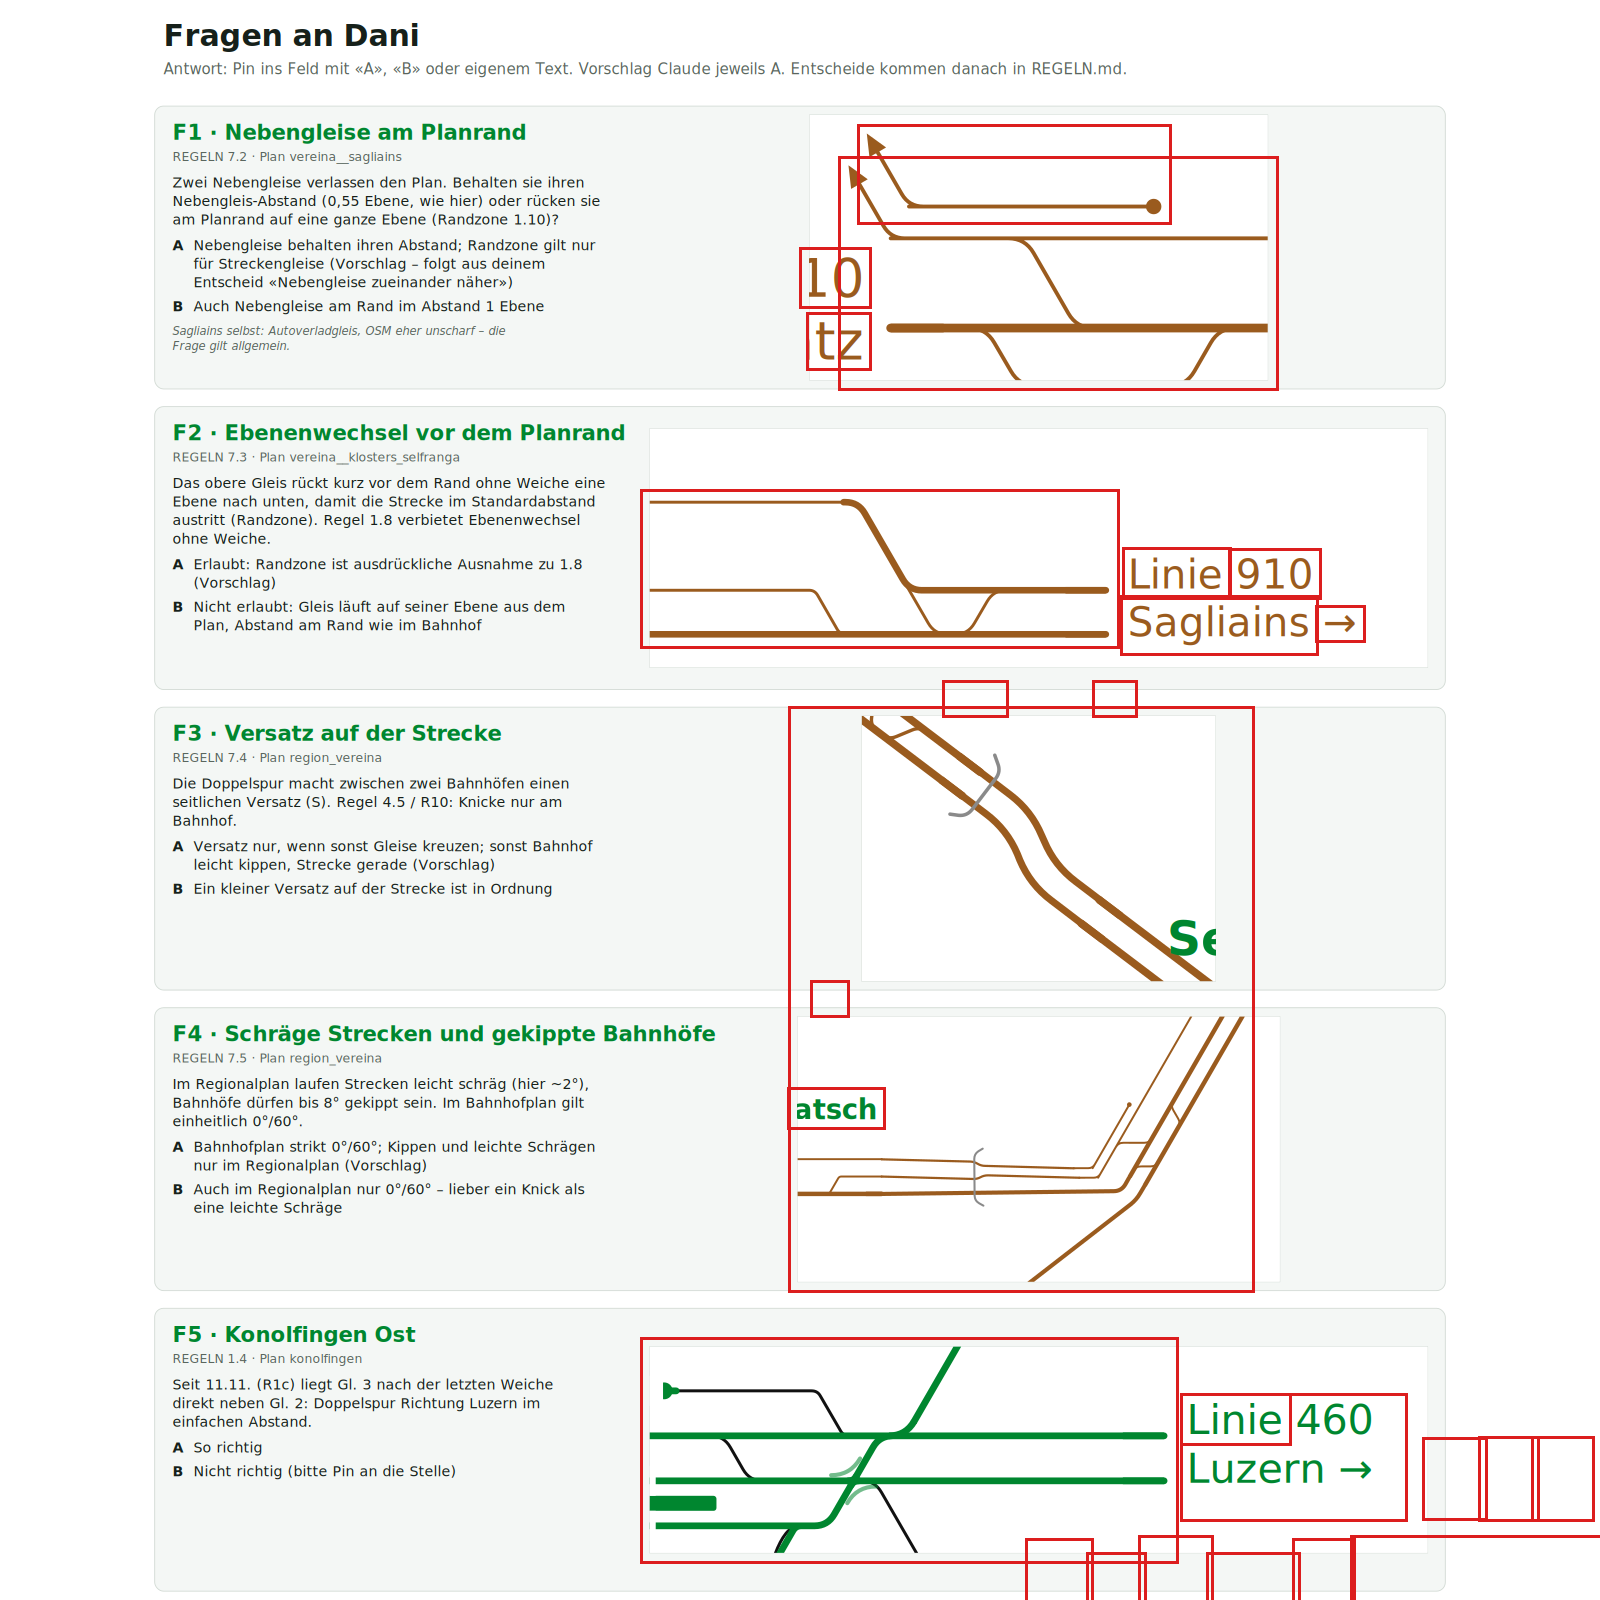 Fragen an Dani
Antwort: Pin ins Feld mit «A», «B» oder eigenem Text. Vorschlag Claude jeweils A. Entscheide kommen danach in REGELN.md.
F1 · Nebengleise am Planrand
REGELN 7.2 · Plan vereina__sagliains
Zwei Nebengleise verlassen den Plan. Behalten sie ihren
Nebengleis-Abstand (0,55 Ebene, wie hier) oder rücken sie
am Planrand auf eine ganze Ebene (Randzone 1.10)?
A Nebengleise behalten ihren Abstand; Randzone gilt nur
für Streckengleise (Vorschlag – folgt aus deinem
Entscheid «Nebengleise zueinander näher»)
B Auch Nebengleise am Rand im Abstand 1 Ebene
Sagliains selbst: Autoverladgleis, OSM eher unscharf – die
Frage gilt allgemein.
10
tz
F2 · Ebenenwechsel vor dem Planrand
REGELN 7.3 · Plan vereina__klosters_selfranga
Das obere Gleis rückt kurz vor dem Rand ohne Weiche eine
Ebene nach unten, damit die Strecke im Standardabstand
austritt (Randzone). Regel 1.8 verbietet Ebenenwechsel
ohne Weiche.
A Erlaubt: Randzone ist ausdrückliche Ausnahme zu 1.8
(Vorschlag)
B Nicht erlaubt: Gleis läuft auf seiner Ebene aus dem
Plan, Abstand am Rand wie im Bahnhof
Linie 910
Sagliains →
F3 · Versatz auf der Strecke
REGELN 7.4 · Plan region_vereina
Die Doppelspur macht zwischen zwei Bahnhöfen einen
seitlichen Versatz (S). Regel 4.5 / R10: Knicke nur am
Bahnhof.
A Versatz nur, wenn sonst Gleise kreuzen; sonst Bahnhof
leicht kippen, Strecke gerade (Vorschlag)
B Ein kleiner Versatz auf der Strecke ist in Ordnung
Se
F4 · Schräge Strecken und gekippte Bahnhöfe
REGELN 7.5 · Plan region_vereina
Im Regionalplan laufen Strecken leicht schräg (hier ~2°),
Bahnhöfe dürfen bis 8° gekippt sein. Im Bahnhofplan gilt
einheitlich 0°/60°.
A Bahnhofplan strikt 0°/60°; Kippen und leichte Schrägen
nur im Regionalplan (Vorschlag)
B Auch im Regionalplan nur 0°/60° – lieber ein Knick als
eine leichte Schräge
atsch
F5 · Konolfingen Ost
REGELN 1.4 · Plan konolfingen
Seit 11.11. (R1c) liegt Gl. 3 nach der letzten Weiche
direkt neben Gl. 2: Doppelspur Richtung Luzern im
einfachen Abstand.
A So richtig
B Nicht richtig (bitte Pin an die Stelle)
Linie 460
Luzern →